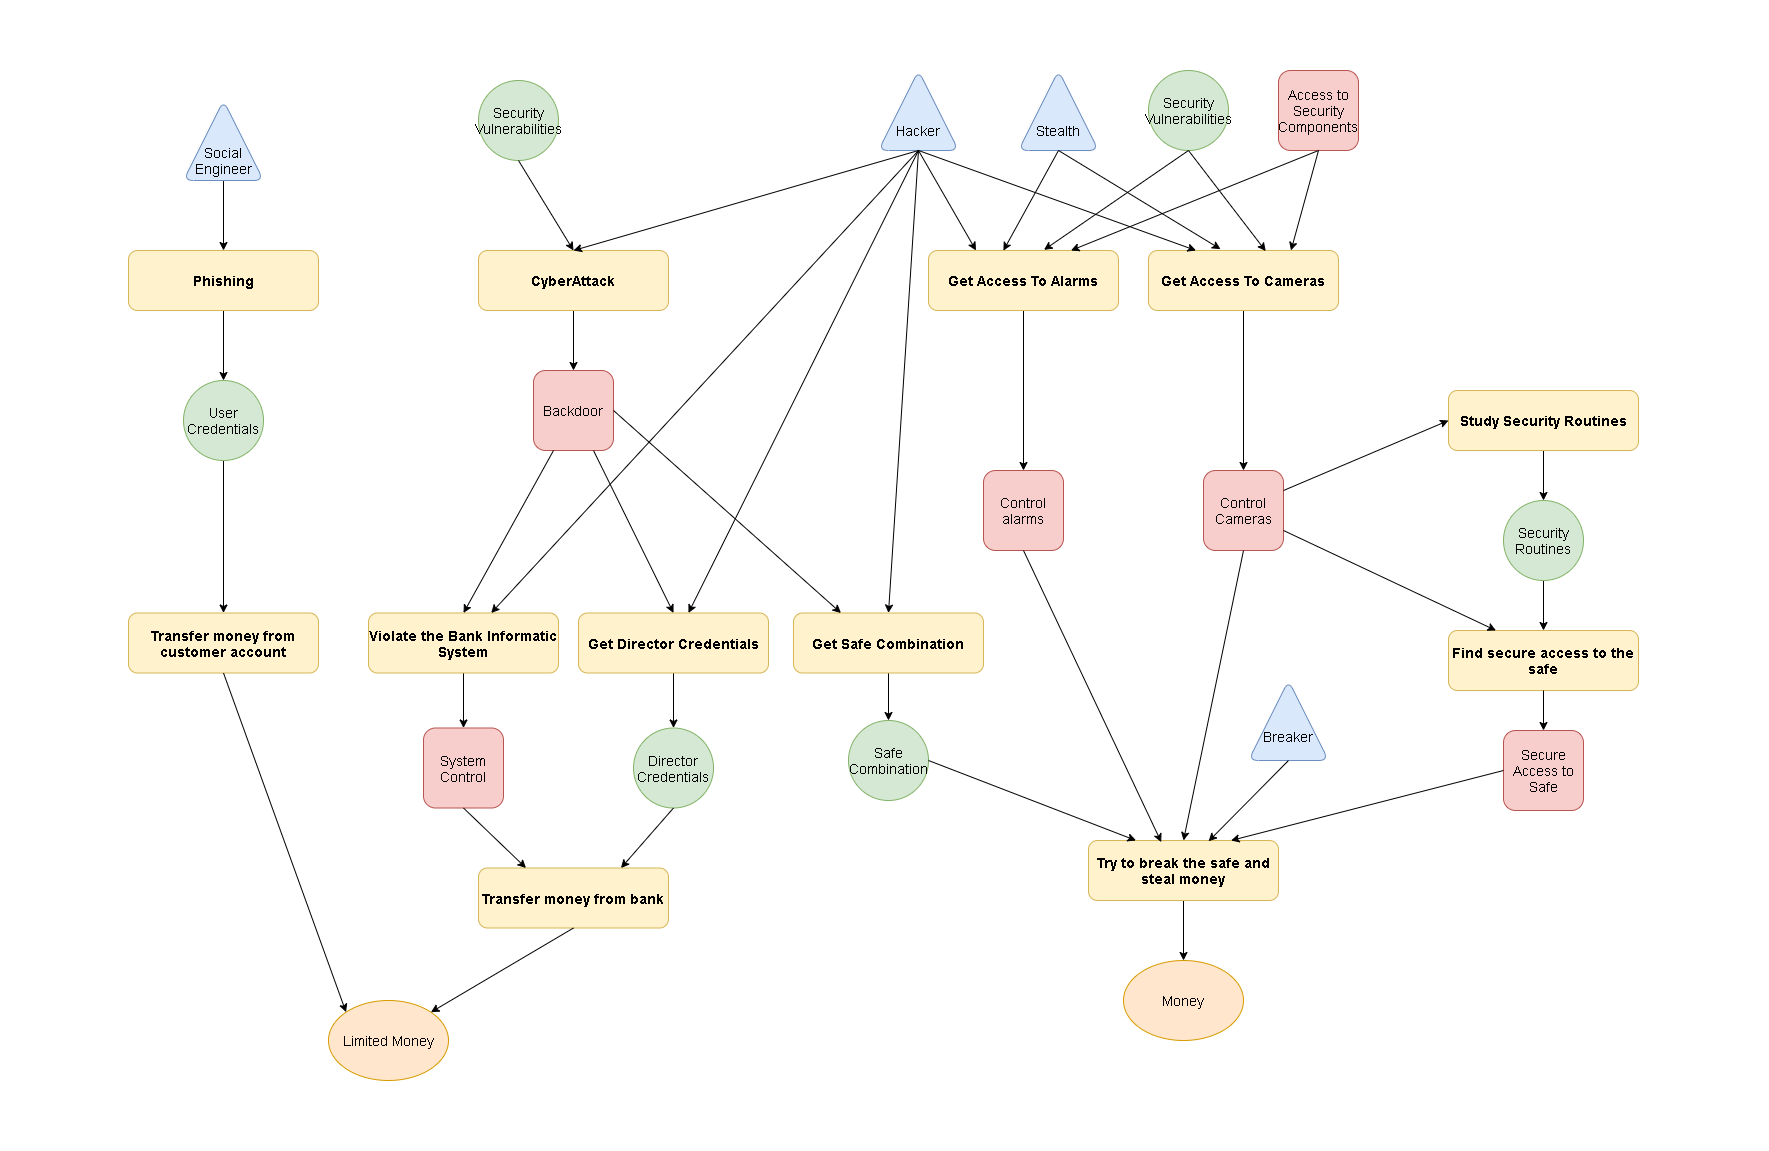 Security
Vulnerabilities
Hacker
Stealth
Security
Vulnerabilities
Access to
Security
Components
Social
Engineer
Phishing
CyberAttack
Get Access To Alarms
Get Access To Cameras
User
Credentials
Backdoor
Study Security Routines
Control
alarms
Control
Cameras
Security
Routines
Transfer money from
customer account
Violate the Bank Informatic
System
Get Director Credentials
Get Safe Combination
Find secure access to the
safe
System
Control
Director
Credentials
Safe
Combination
Breaker
Secure
Access to
Safe
Try to break the safe and
steal money
Transfer money from bank
Limited Money
Money